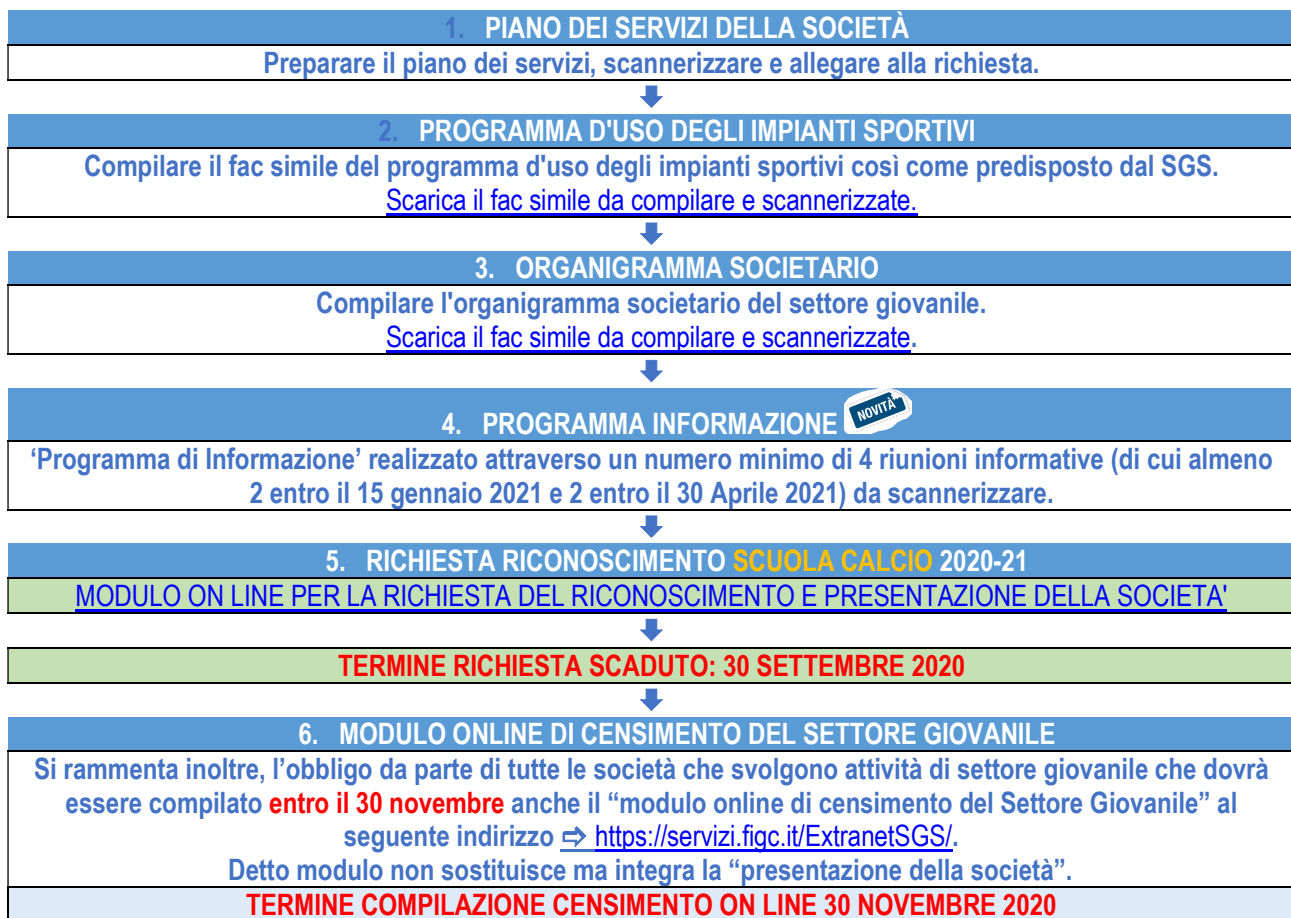 1. PIANO DEI SERVIZI DELLA SOCIETÀ
Preparare il piano dei servizi, scannerizzare e allegare alla richiesta.
2. PROGRAMMA D'USO DEGLI IMPIANTI SPORTIVI
Compilare il fac simile del programma d'uso degli impianti sportivi così come predisposto dal SGS.
Scarica il fac simile da compilare e scannerizzate.
3. ORGANIGRAMMA SOCIETARIO
Compilare l'organigramma societario del settore giovanile.
Scarica il fac simile da compilare e scannerizzate.
4. PROGRAMMA INFORMAZIONE NOVITÀ
‘Programma di Informazione’ realizzato attraverso un numero minimo di 4 riunioni informative (di cui almeno
2 entro il 15 gennaio 2021 e 2 entro il 30 Aprile 2021) da scannerizzare.
5. RICHIESTA RICONOSCIMENTO SCUOLA CALCIO 2020-21
MODULO ON LINE PER LA RICHIESTA DEL RICONOSCIMENTO E PRESENTAZIONE DELLA SOCIETA'
TERMINE RICHIESTA SCADUTO: 30 SETTEMBRE 2020
6. MODULO ONLINE DI CENSIMENTO DEL SETTORE GIOVANILE
Si rammenta inoltre, l’obbligo da parte di tutte le società che svolgono attività di settore giovanile che dovrà
essere compilato entro il 30 novembre anche il “modulo online di censimento del Settore Giovanile” al
seguente indirizzo ⇨ https://servizi.figc.it/ExtranetSGS/.
Detto modulo non sostituisce ma integra la “presentazione della società”.
TERMINE COMPILAZIONE CENSIMENTO ON LINE 30 NOVEMBRE 2020